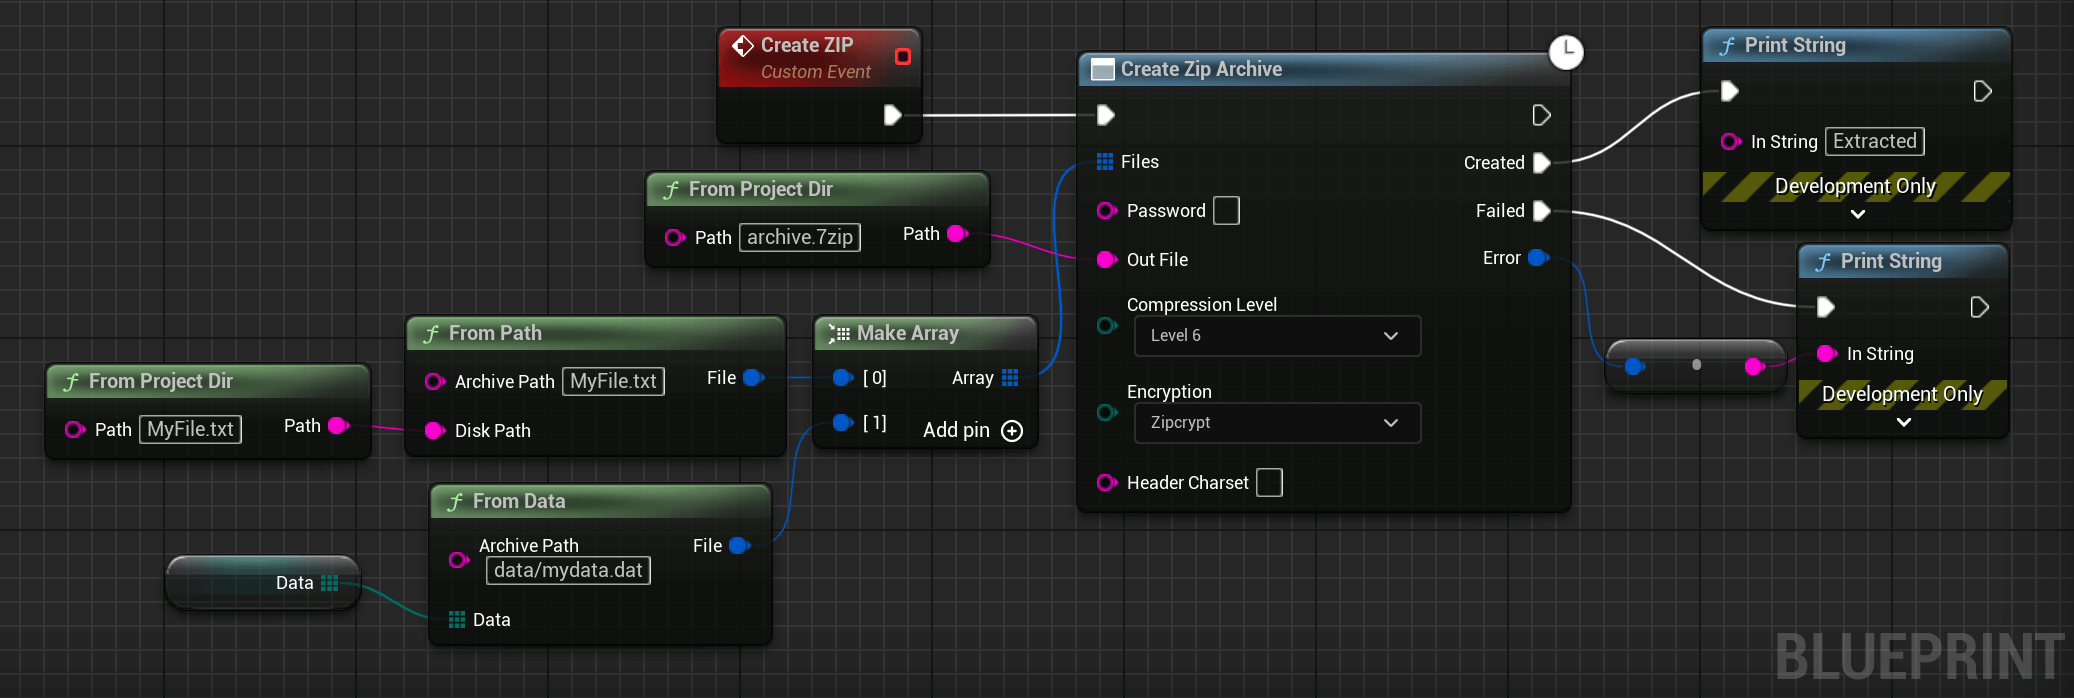 Create ZIP
Custom Event
From Project Dir
Path archive.7zip Path
From Project Dir
Path MyFile.txt Path
From Path
Archive Path MyFile.txt File
Disk Path
From Data
Archive Path File
data/mydata.dat
Data
Data
Make Array
[ 0] Array
[ 1] Add pin
Create Zip Archive
Files
Created
Password
Failed
Out File
Error
Compression Level
Level 6
Encryption
Zipcrypt
Header Charset
f Print String
In String Extracted
Development Only
f Print String
In String
Development Only
BLUEPRINT